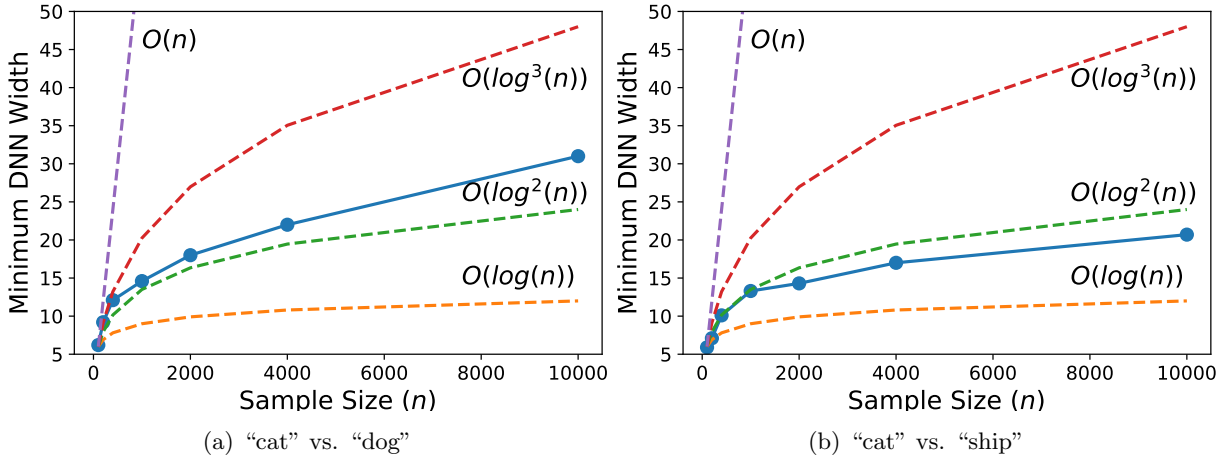 50
45
40
35
30
25
20
15
10
5
Minimum DNN Width
O(n)
O(log³(n))
O(log²(n))
O(log(n))
0 2000 4000 6000 8000 10000
Sample Size (n)
(a) “cat” vs. “dog”
50
45
40
35
30
25
20
15
10
5
Minimum DNN Width
O(n)
O(log³(n))
O(log²(n))
O(log(n))
0 2000 4000 6000 8000 10000
Sample Size (n)
(b) “cat” vs. “ship”